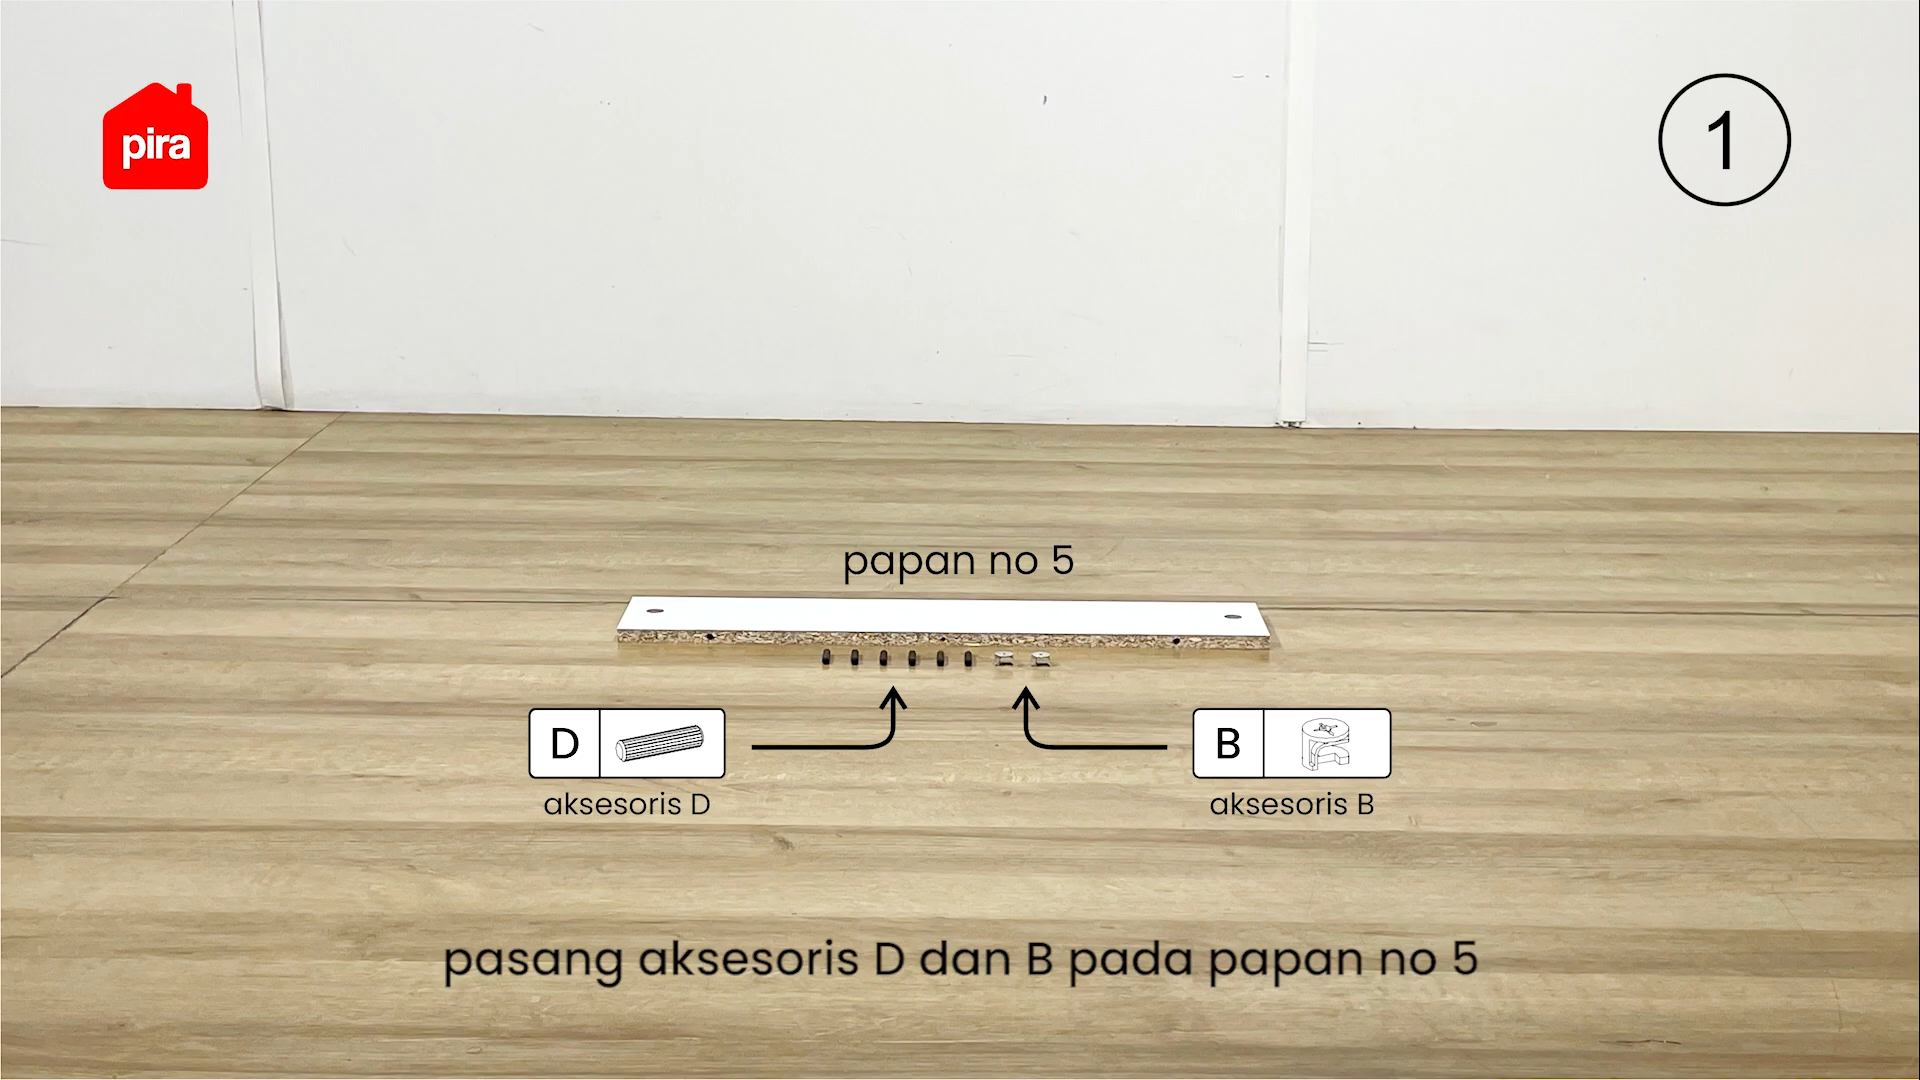 pira
1
papan no 5
D
B
aksesoris D
aksesoris B
pasang aksesoris D dan B pada papan no 5